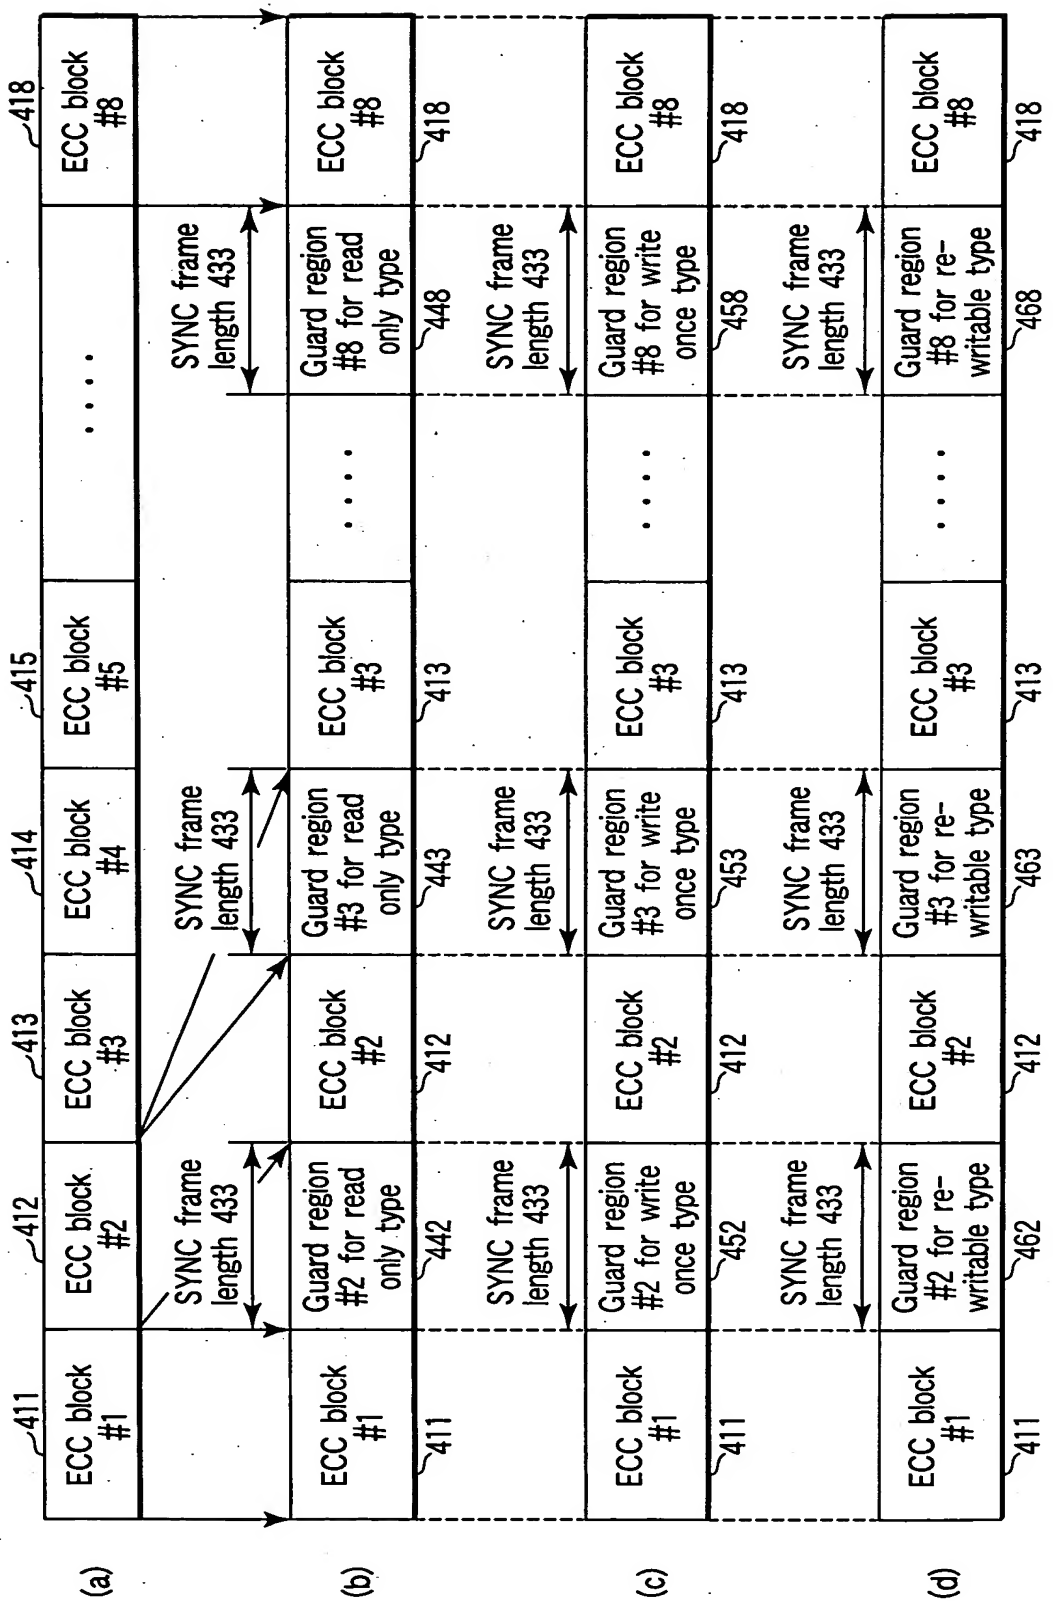 (a)
411
ECC block
#1
412
ECC block
#2
413
ECC block
#3
414
ECC block
#4
415
ECC block
#5
. . . .
418
ECC block
#8
SYNC frame
length 433
SYNC frame
length 433
SYNC frame
length 433
(b)
ECC block
#1
411
Guard region
#2 for read
only type
442
ECC block
#2
412
Guard region
#3 for read
only type
443
ECC block
#3
413
. . . .
Guard region
#8 for read
only type
448
ECC block
#8
418
SYNC frame
length 433
SYNC frame
length 433
SYNC frame
length 433
(c)
ECC block
#1
411
Guard region
#2 for write
once type
452
ECC block
#2
412
Guard region
#3 for write
once type
453
ECC block
#3
413
. . . .
Guard region
#8 for write
once type
458
ECC block
#8
418
SYNC frame
length 433
SYNC frame
length 433
SYNC frame
length 433
(d)
ECC block
#1
411
Guard region
#2 for re-
writable type
462
ECC block
#2
412
Guard region
#3 for re-
writable type
463
ECC block
#3
413
. . . .
Guard region
#8 for re-
writable type
468
ECC block
#8
418